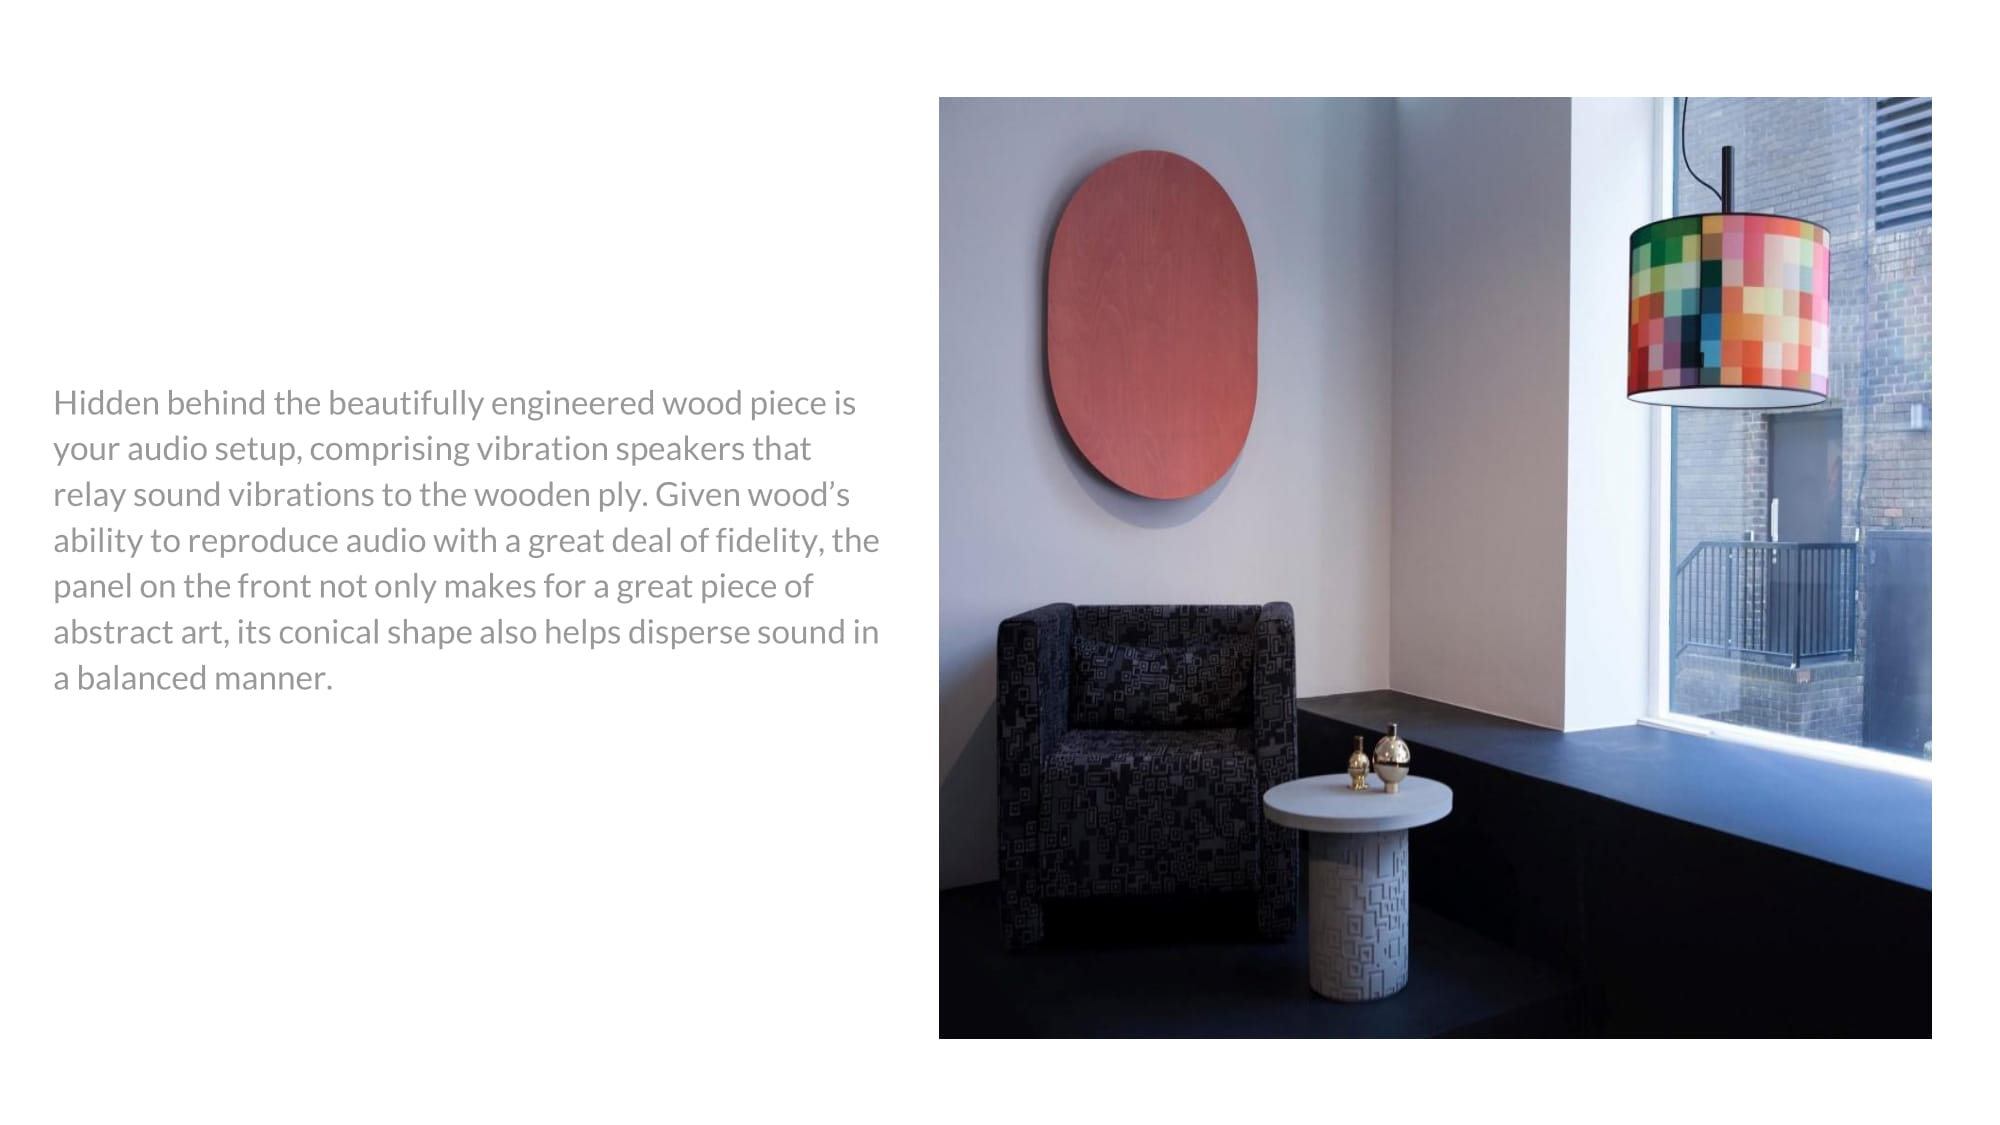 Hidden behind the beautifully engineered wood piece is
your audio setup, comprising vibration speakers that
relay sound vibrations to the wooden ply. Given wood’s
ability to reproduce audio with a great deal of fidelity, the
panel on the front not only makes for a great piece of
abstract art, its conical shape also helps disperse sound in
a balanced manner.